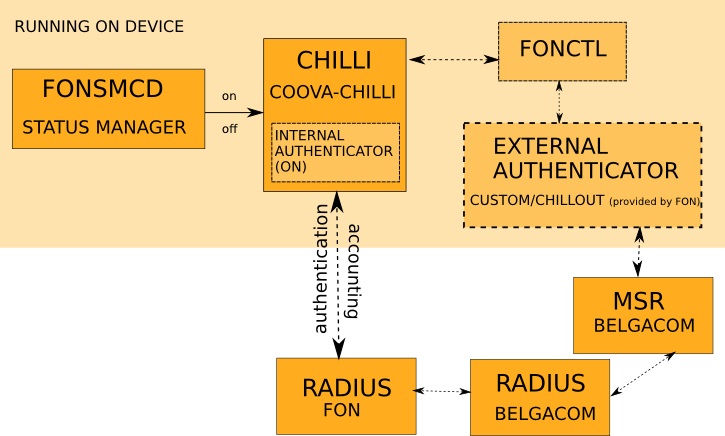 RUNNING ON DEVICE
FONSMCD
STATUS MANAGER
on
off
CHILLI
COOVA-CHILLI
INTERNAL
AUTHENTICATOR
(ON)
FONCTL
EXTERNAL
AUTHENTICATOR
CUSTOM/CHILLOUT (provided by FON)
authentication
accounting
MSR
BELGACOM
RADIUS
FON
RADIUS
BELGACOM